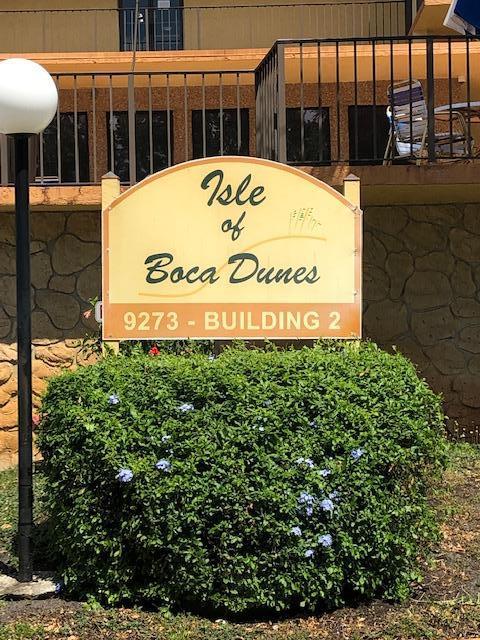 Isle
of
Boca Dunes
9273 - BUILDING 2